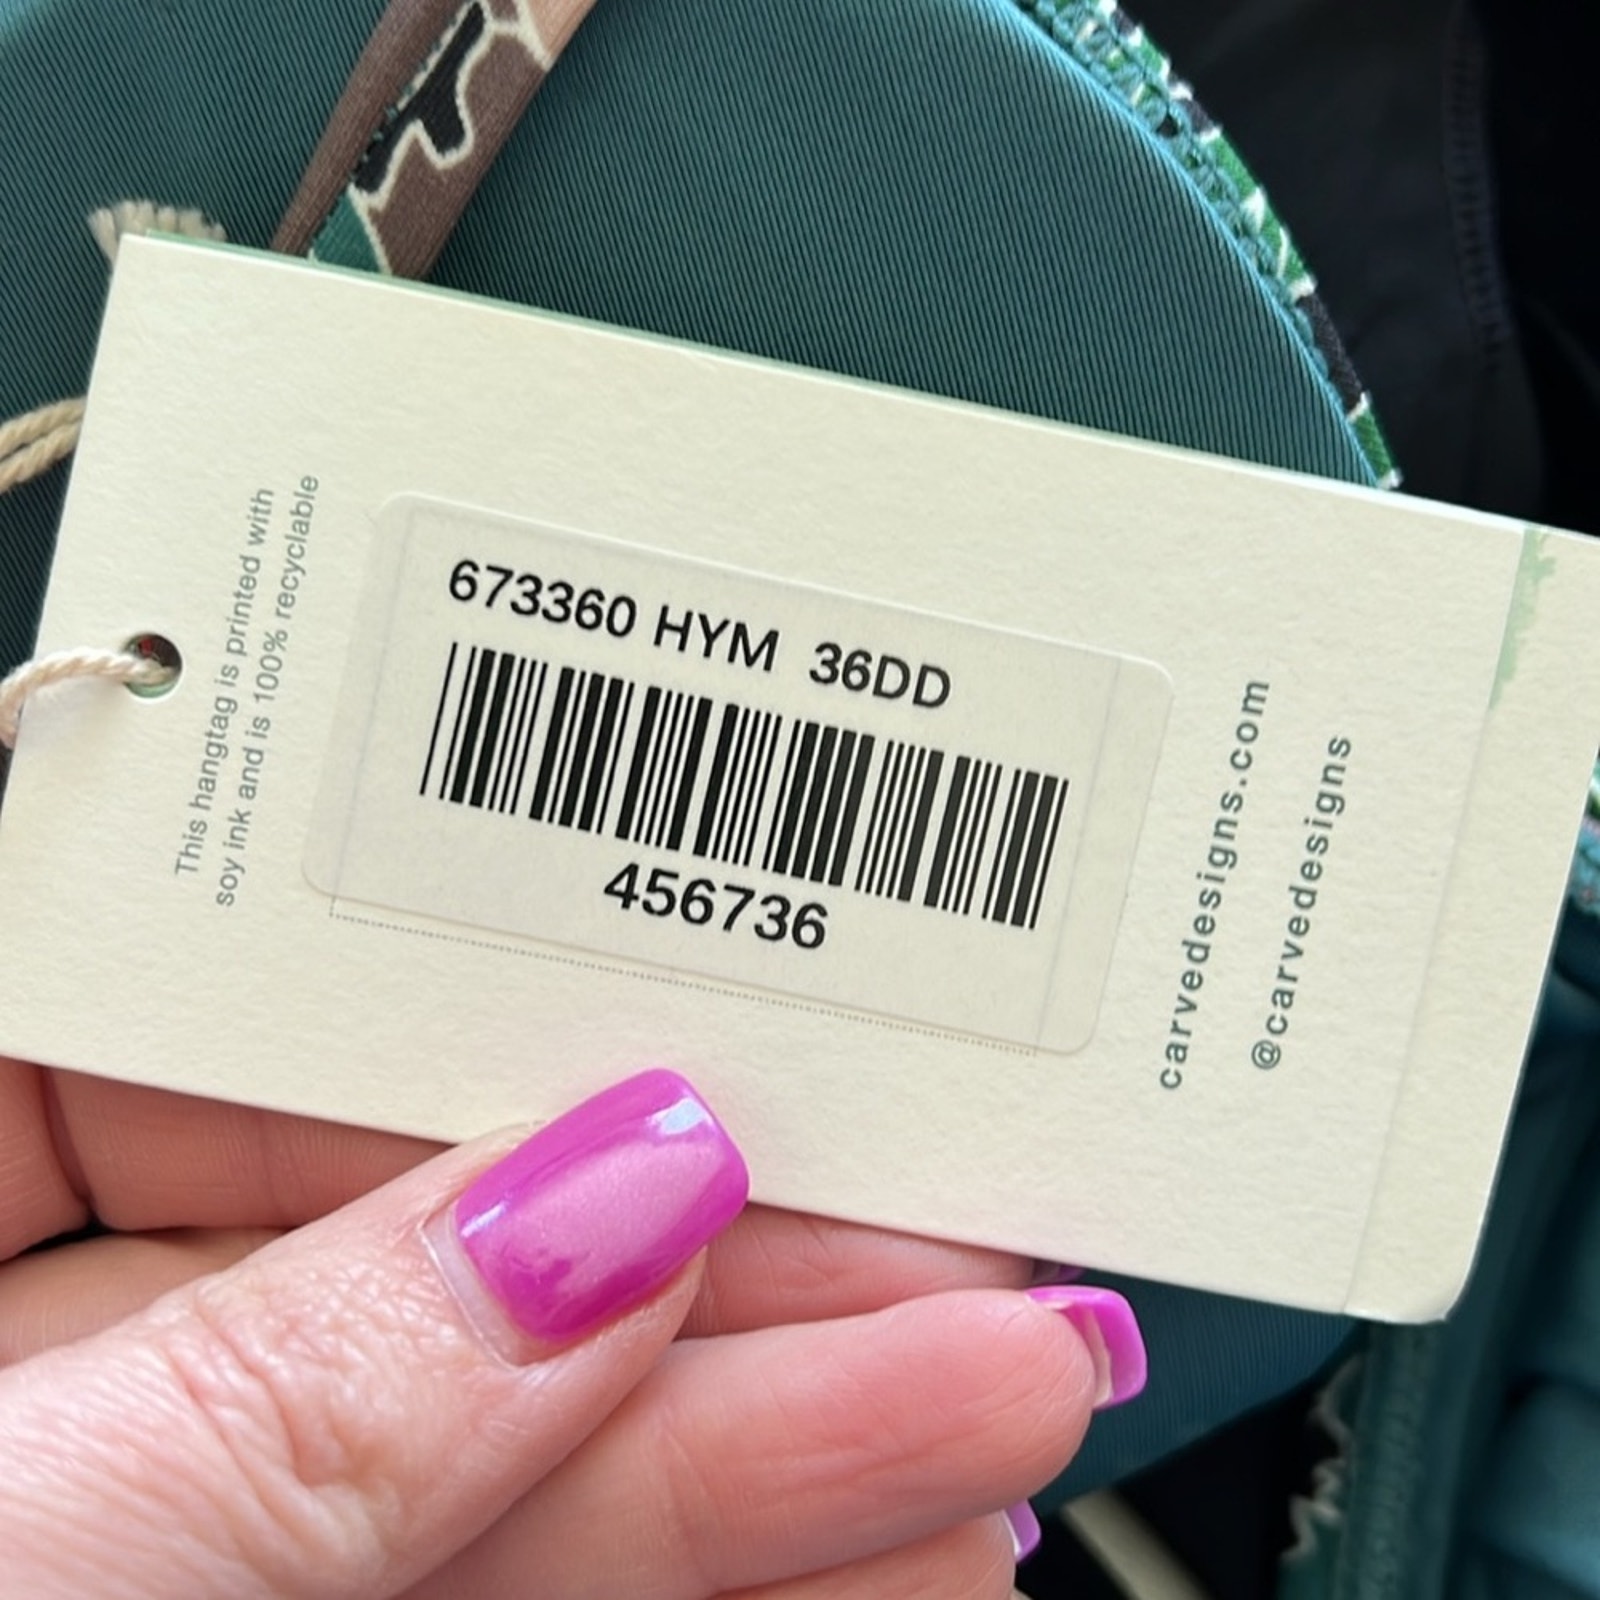 This hangtag is printed with
soy ink and is 100% recyclable
673360 HYM 36DD
456736
carvedesigns.com
@carvedesigns